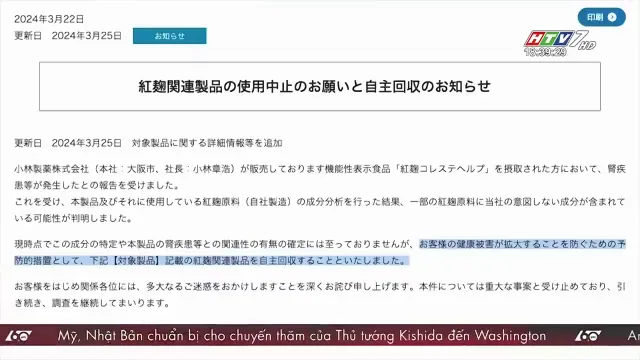 2024年3月22日
更新日 2024年3月25日 お知らせ
印刷
HTV7 HD
18:39:29
紅麹関連製品の使用中止のお願いと自主回収のお知らせ
更新日 2024年3月25日 対象製品に関する詳細情報等を追加
小林製薬株式会社（本社：大阪市、社長：小林章浩）が販売しております機能性表示食品「紅麹コレステヘルプ」を摂取された方において、腎疾
患等が発生したとの報告を受けました。
これを受け、本製品及びそれに使用している紅麹原料（自社製造）の成分分析を行った結果、一部の紅麹原料に当社の意図しない成分が含まれて
いる可能性が判明しました。
現時点でこの成分の特定や本製品の腎疾患等との関連性の有無の確定には至っておりませんが、お客様の健康被害が拡大することを防ぐための予
防的措置として、下記【対象製品】記載の紅麹関連製品を自主回収することといたしました。
お客様をはじめ関係各位には、多大なるご迷惑をおかけしますことを深くお詫び申し上げます。本件については重大な事案と受け止めており、引
き続き、調査を継続してまいります。
60 Mỹ, Nhật Bản chuẩn bị cho chuyến thăm của Thủ tướng Kishida đến Washington 60